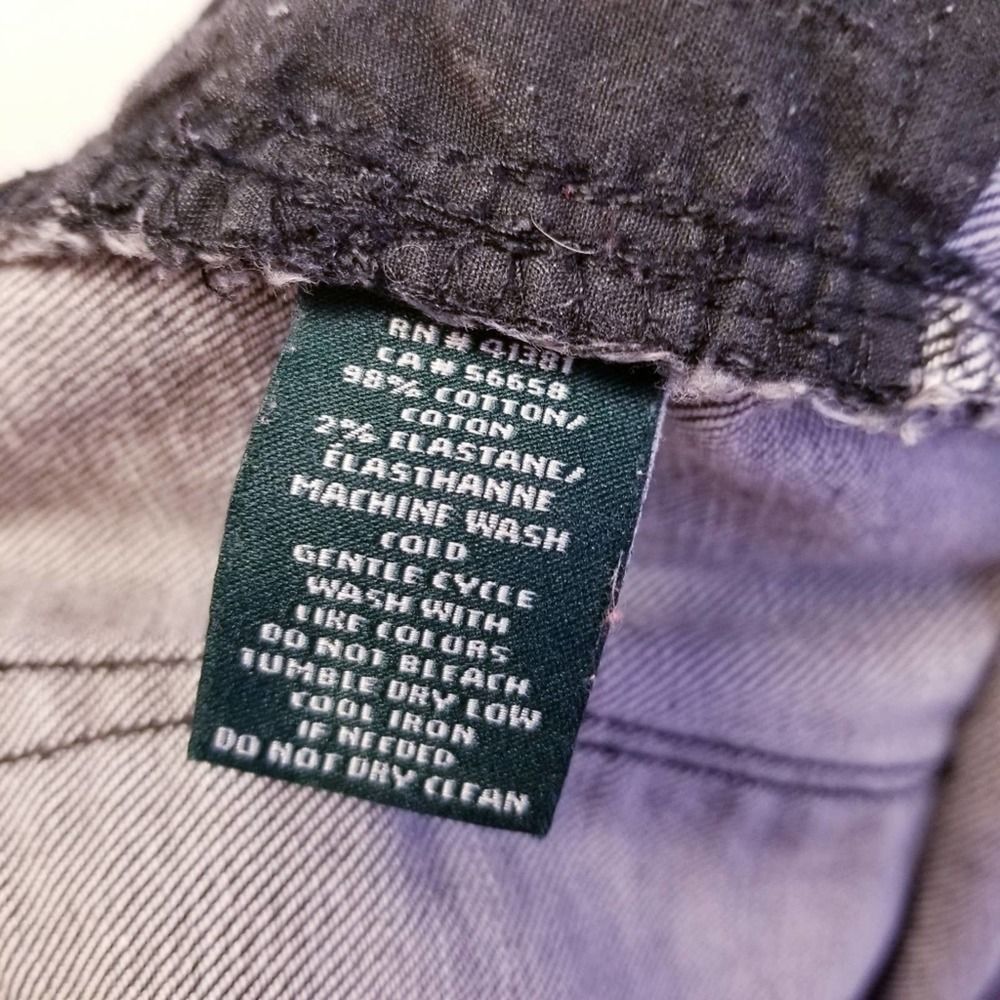 RN # 41381
CA # 56658
98% COTTON/
COTON
2% ELASTANE/
ÉLASTHANNE
MACHINE WASH
COLD
GENTLE CYCLE
WASH WITH
LIKE COLORS
DO NOT BLEACH
TUMBLE DRY LOW
COOL IRON
IF NEEDED
DO NOT DRY CLEAN